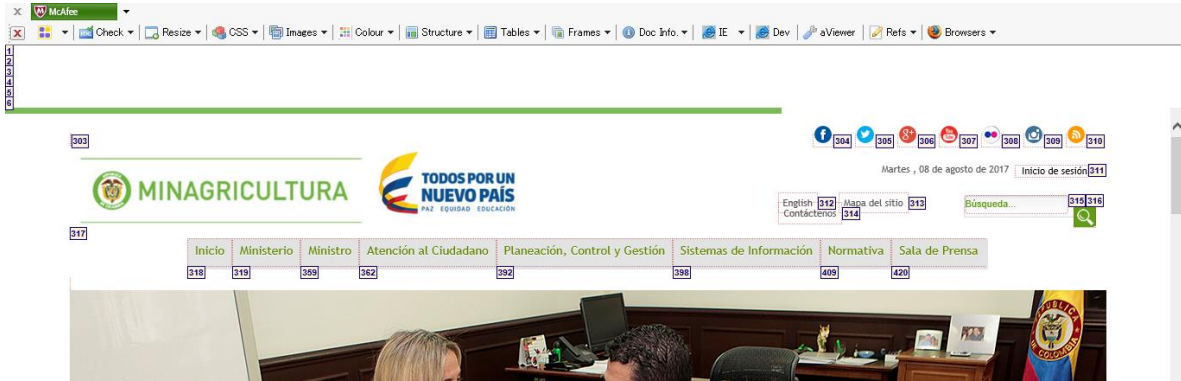 x McAfee
x Check Resize CSS Images Colour Structure Tables Frames Doc Info. IE Dev aViewer Refs Browsers
1
2
3
4
5
6
303 304 305 306 307 308 309 310
Martes , 08 de agosto de 2017 Inicio de sesión 311
MINAGRICULTURA
TODOS POR UN
NUEVO PAÍS
PAZ EQUIDAD EDUCACIÓN
English 312 Mapa del sitio 313 Búsqueda... 315 316
Contáctenos 314
317
Inicio Ministerio Ministro Atención al Ciudadano Planeación, Control y Gestión Sistemas de Información Normativa Sala de Prensa
318 319 359 362 392 398 409 420